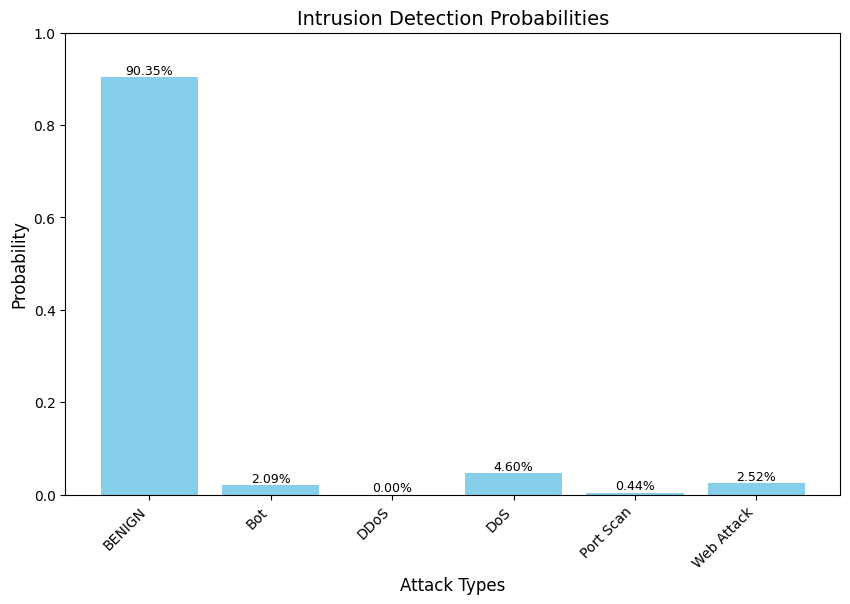 Intrusion Detection Probabilities
1.0
0.8
0.6
0.4
0.2
0.0
Probability
90.35%
2.09%
0.00%
4.60%
0.44%
2.52%
BENIGN
Bot
DDoS
DoS
Port Scan
Web Attack
Attack Types